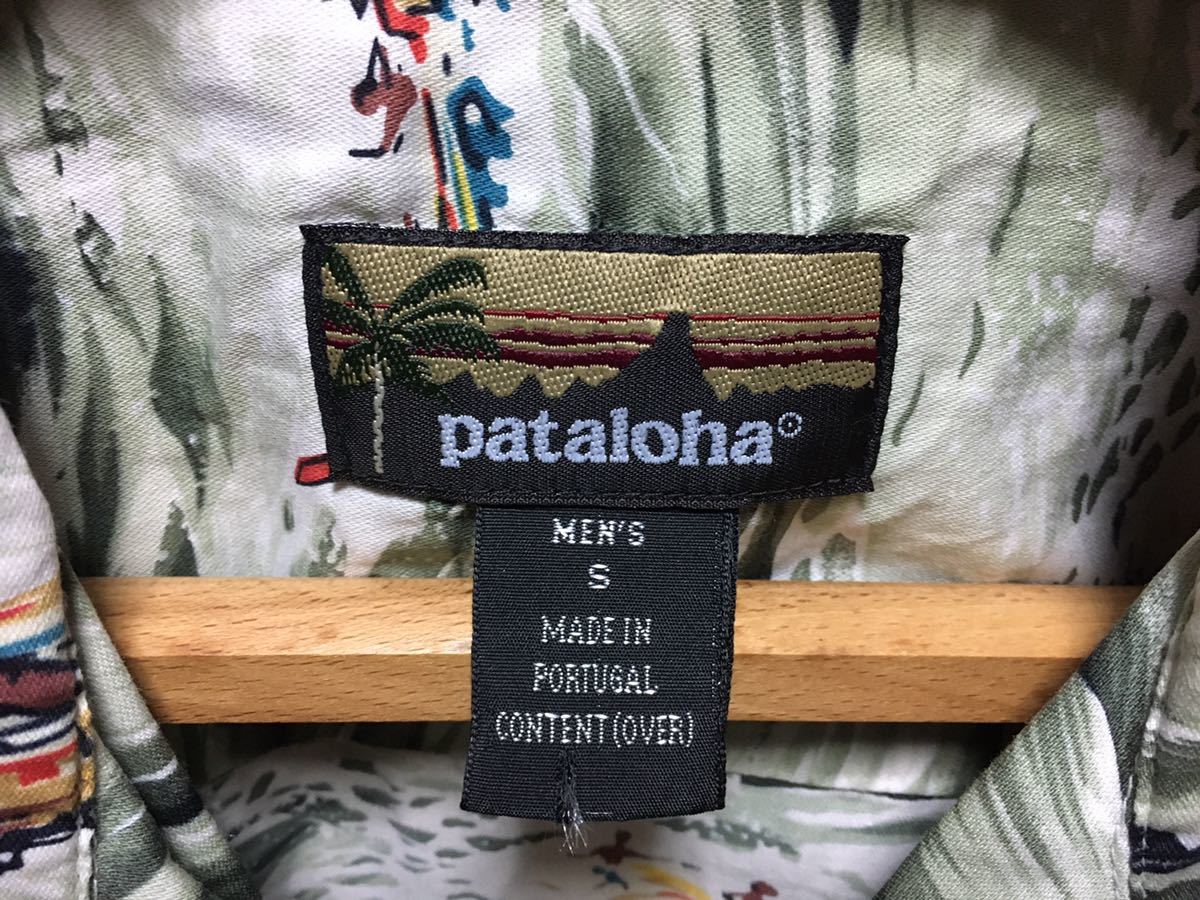 pataloha®
MEN'S
S
MADE IN
PORTUGAL
CONTENT (OVER)